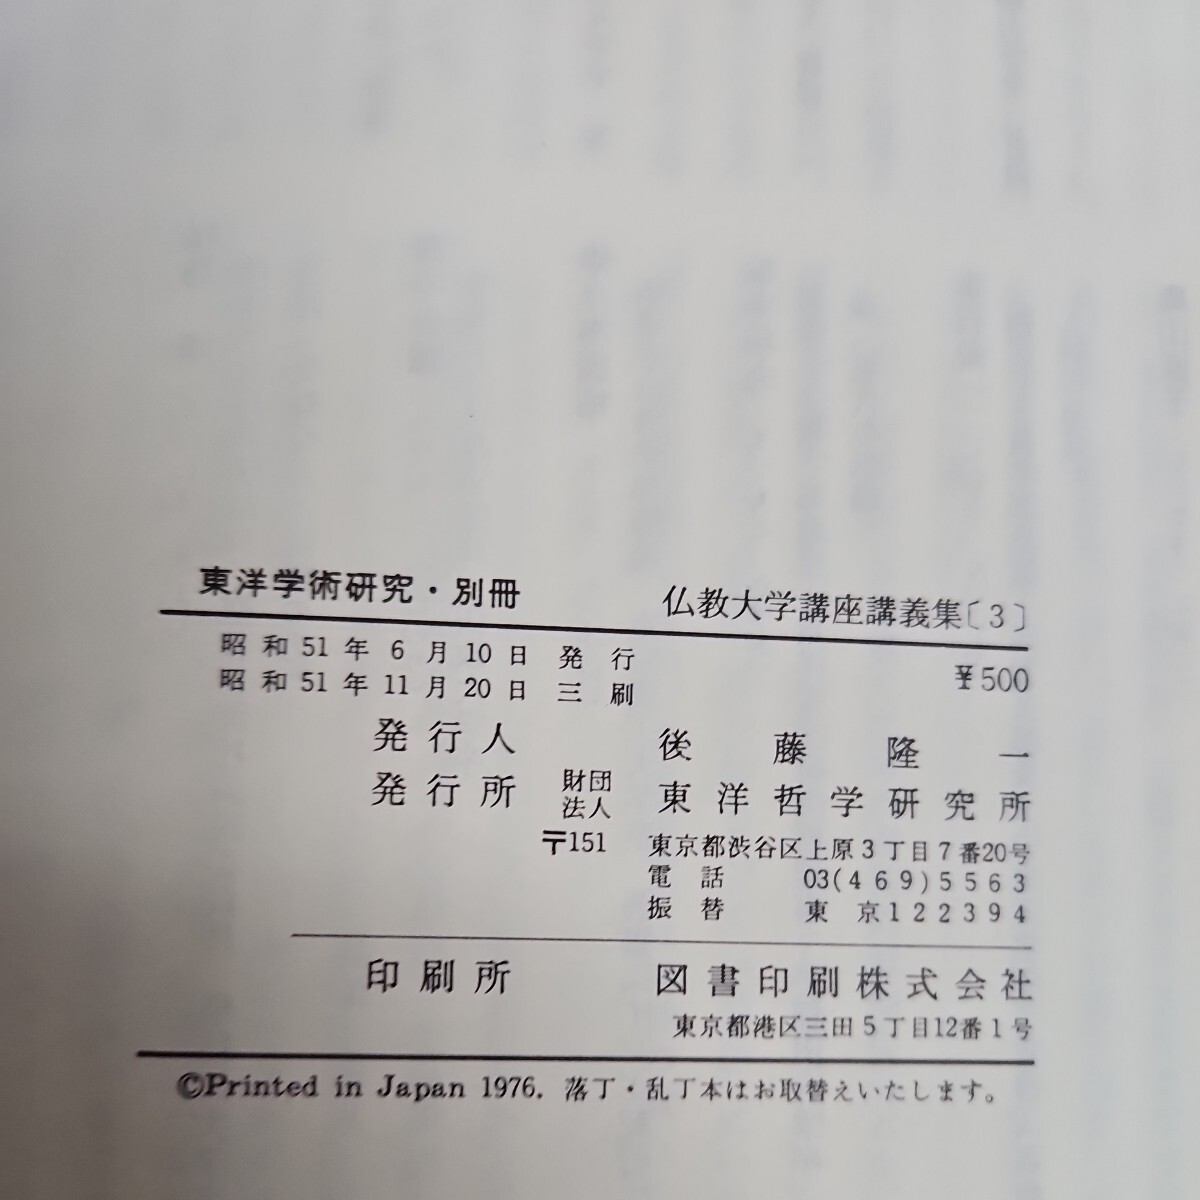 東洋学術研究・別冊　仏教大学講座講義集〔3〕
昭和51年6月10日 発行
昭和51年11月20日 三刷　¥500
発行人　後藤隆一
発行所　財団法人　東洋哲学研究所
〒151　東京都渋谷区上原3丁目7番20号
電話　03(469)5563
振替　東京122394
印刷所　図書印刷株式会社
東京都港区三田5丁目12番1号
©Printed in Japan 1976. 落丁・乱丁本はお取替えいたします。